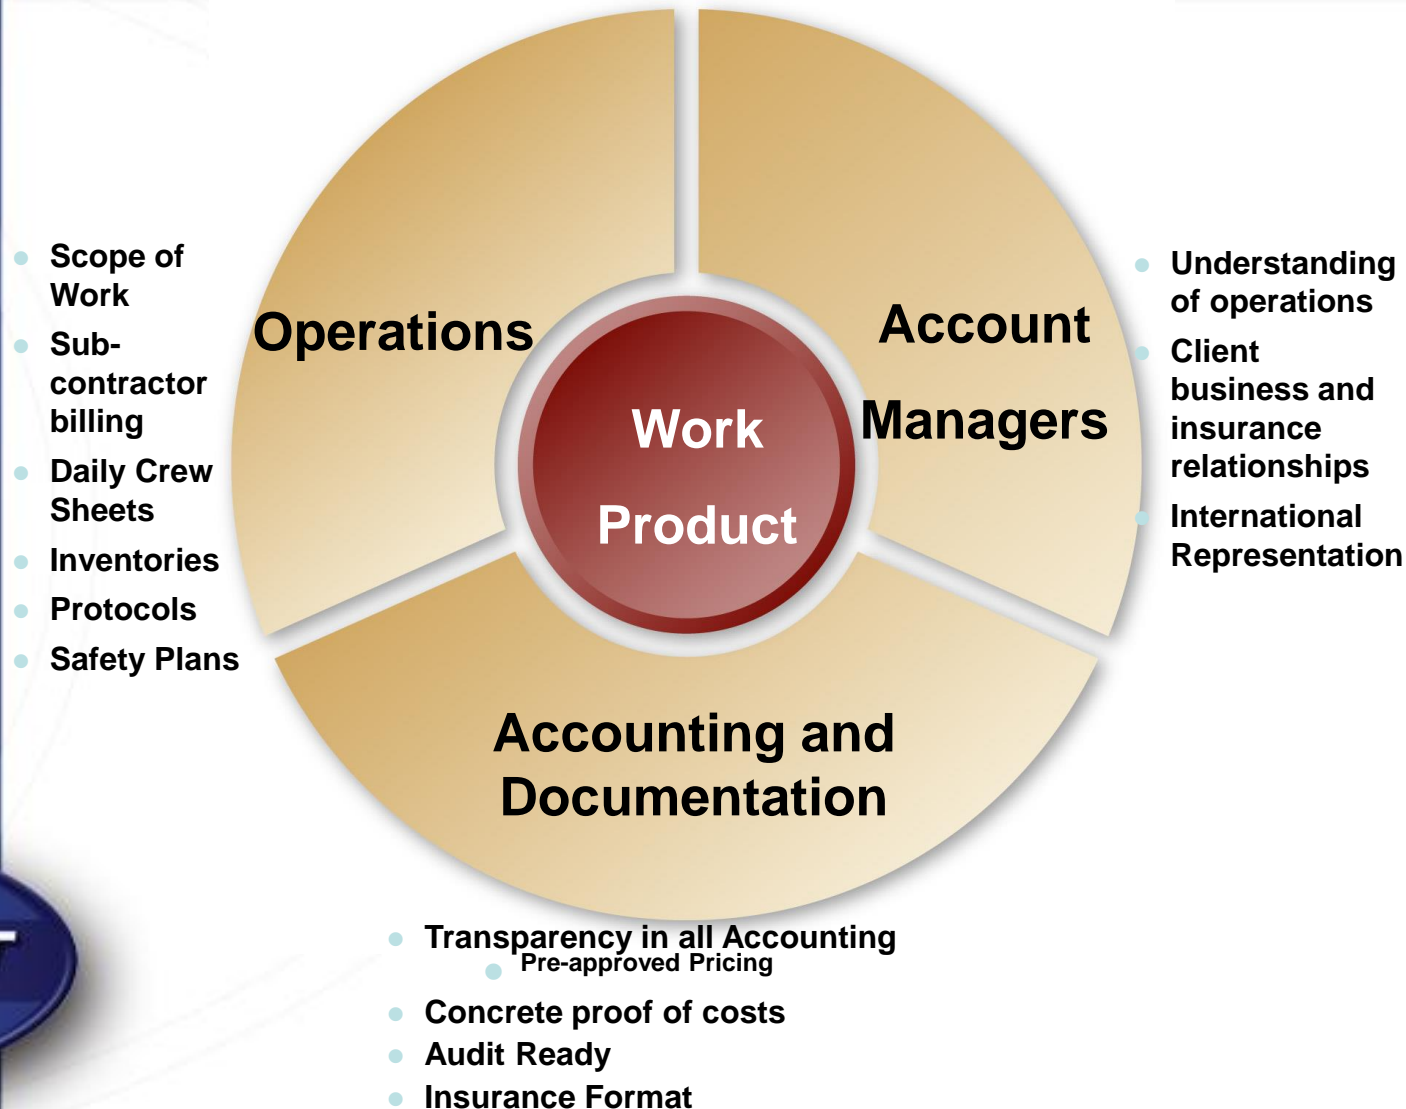 Scope of
Work
Sub-
contractor
billing
Daily Crew
Sheets
Inventories
Protocols
Safety Plans
Operations
Work
Product
Account
Managers
Understanding
of operations
Client
business and
insurance
relationships
International
Representation
Accounting and
Documentation
Transparency in all Accounting
Pre-approved Pricing
Concrete proof of costs
Audit Ready
Insurance Format